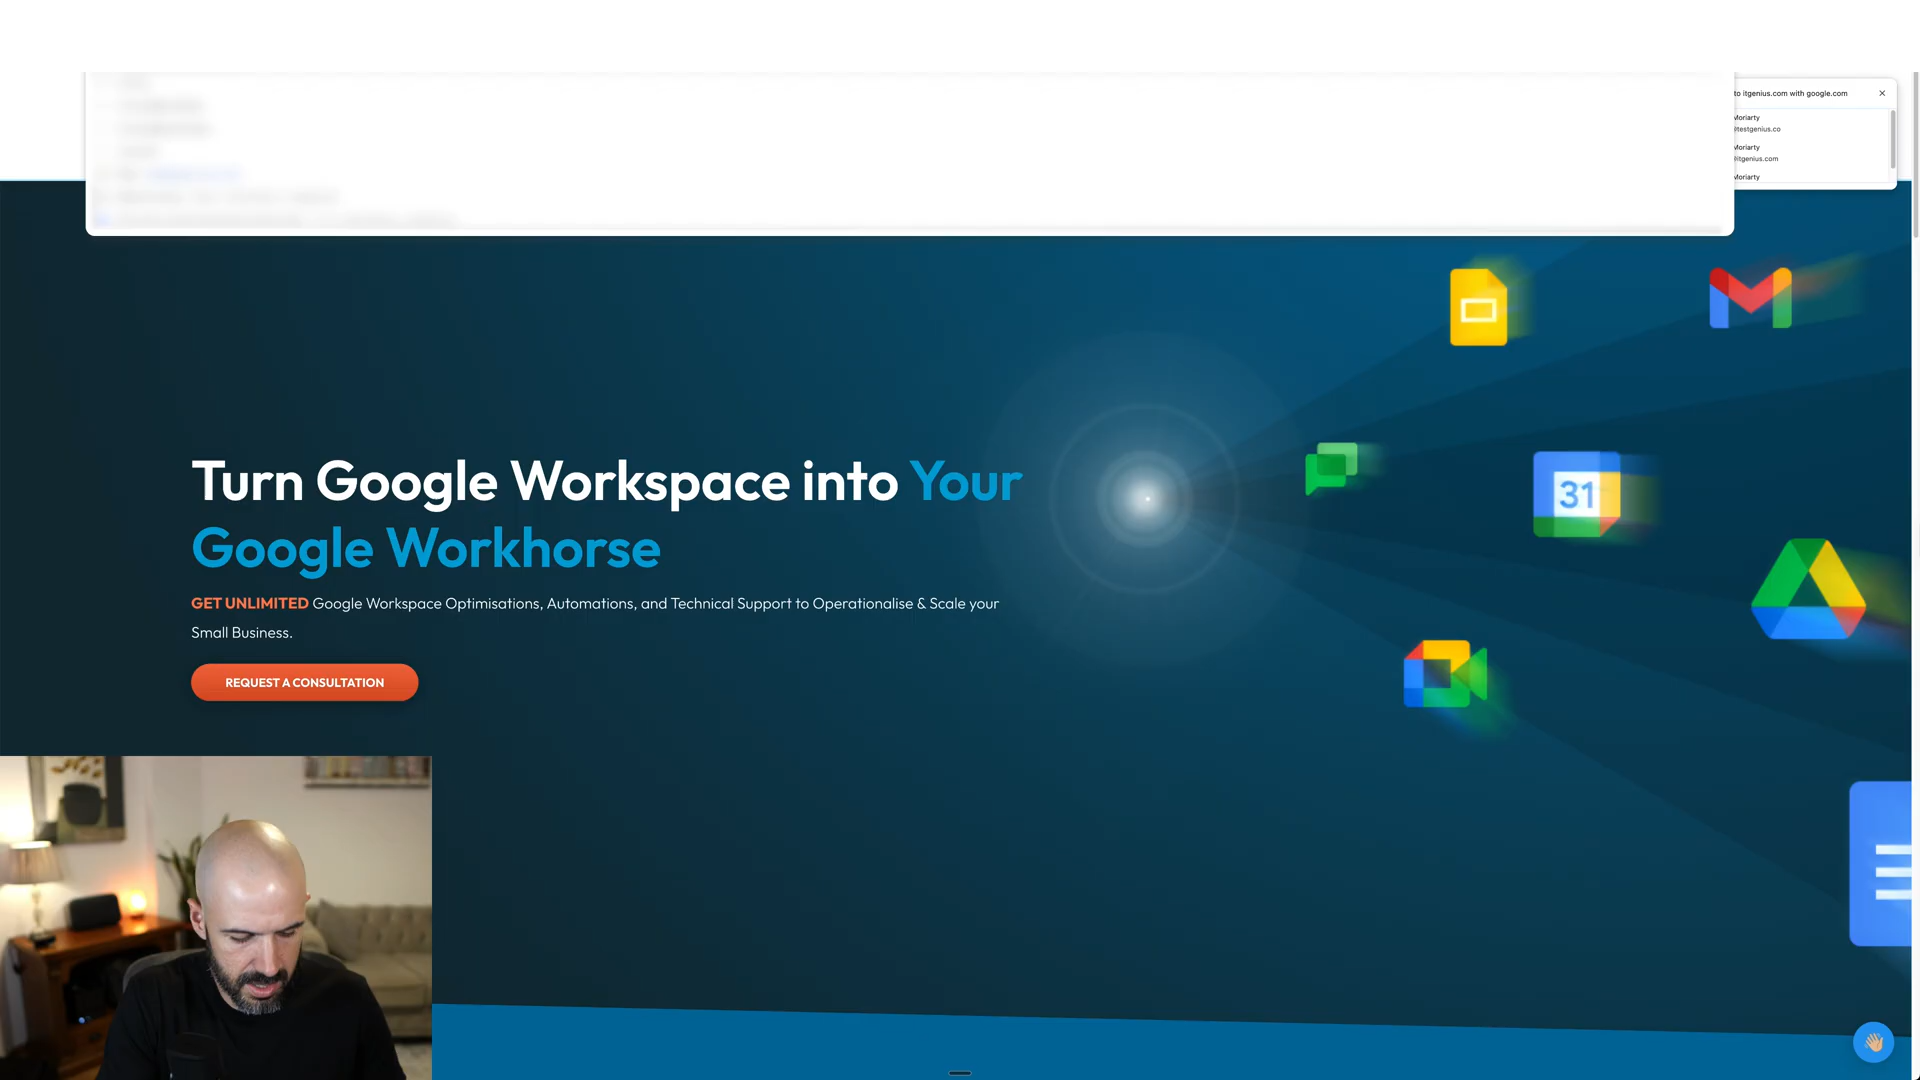 to itgenius.com with google.com
Moriarty
@testgenius.co
Moriarty
@itgenius.com
Moriarty
31
Turn Google Workspace into Your
Google Workhorse
GET UNLIMITED Google Workspace Optimisations, Automations, and Technical Support to Operationalise & Scale your
Small Business.
REQUEST A CONSULTATION